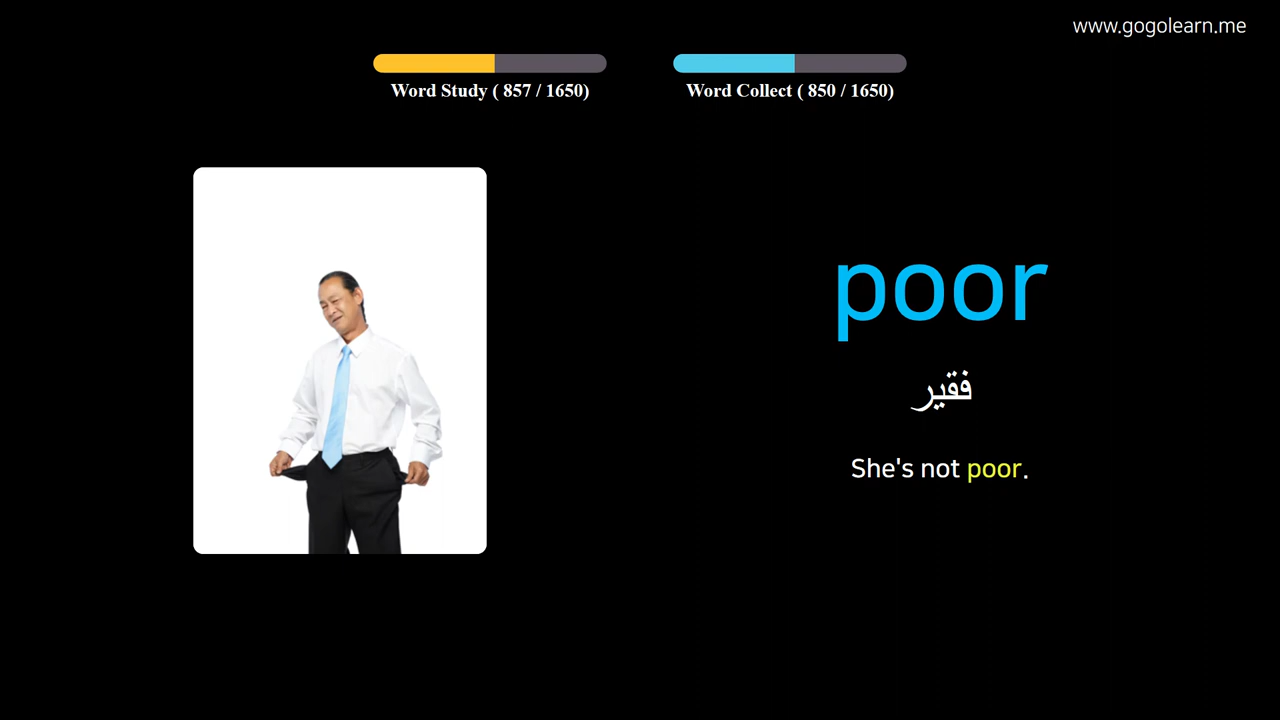 www.gogolearn.me
Word Study ( 857 / 1650)
Word Collect ( 850 / 1650)
poor
فقير
She's not poor.